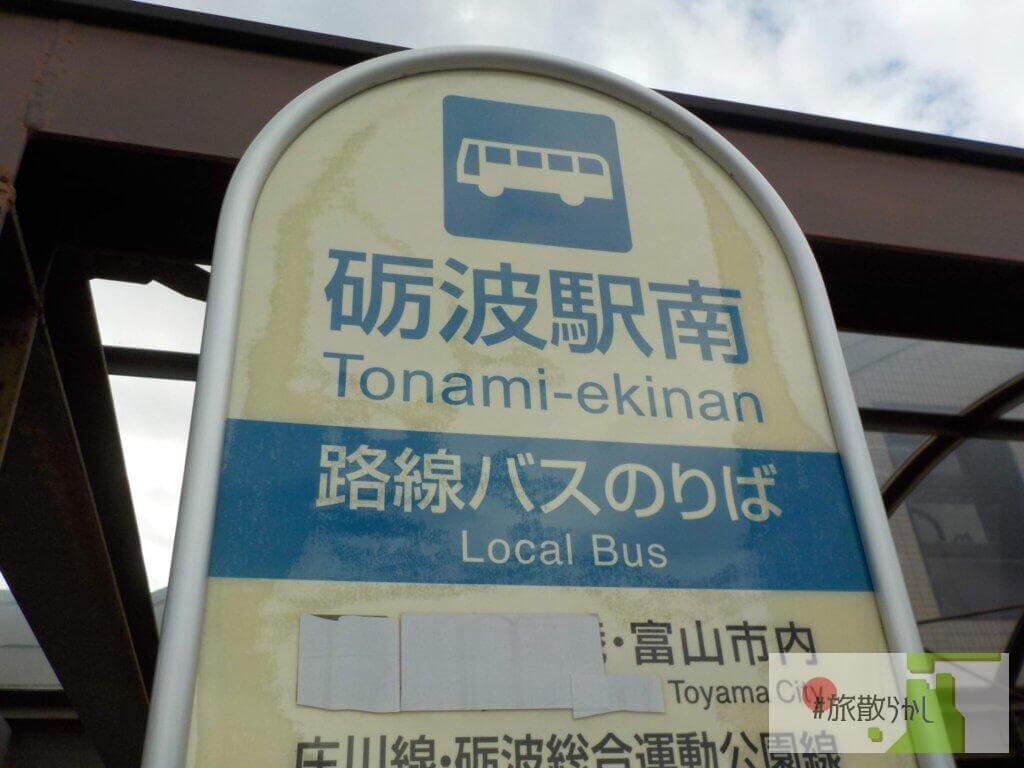 砺波駅南
Tonami-ekinan
路線バスのりば
Local Bus
・富山市内
Toyama City
庄川線・砺波総合運動公園線
#旅散らかし